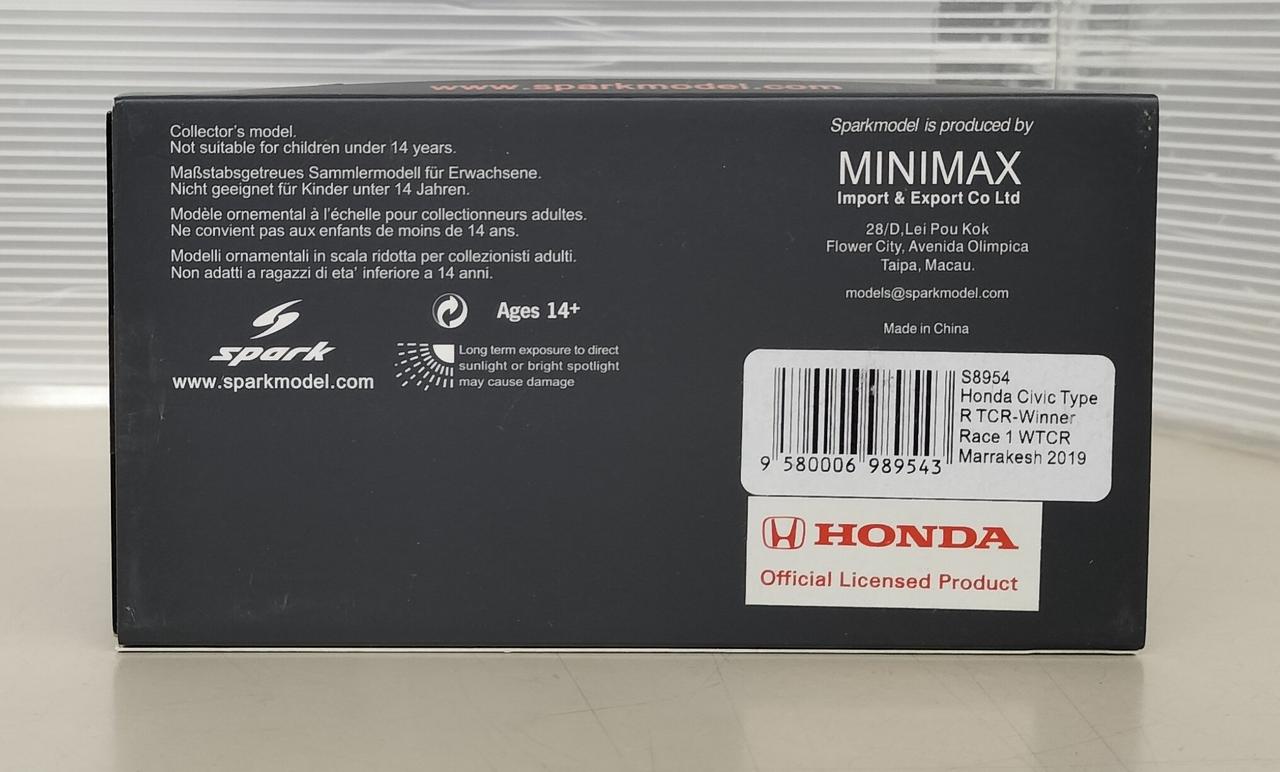 www.sparkmodel.com
Collector's model.
Not suitable for children under 14 years.
Maßstabsgetreues Sammlermodell für Erwachsene.
Nicht geeignet für Kinder unter 14 Jahren.
Modèle ornemental à l'échelle pour collectionneurs adultes.
Ne convient pas aux enfants de moins de 14 ans.
Modelli ornamentali in scala ridotta per collezionisti adulti.
Non adatti a ragazzi di eta' inferiore a 14 anni.
Ages 14+
spark
www.sparkmodel.com
Long term exposure to direct
sunlight or bright spotlight
may cause damage
Sparkmodel is produced by
MINIMAX
Import & Export Co Ltd
28/D,Lei Pou Kok
Flower City, Avenida Olimpica
Taipa, Macau.
models@sparkmodel.com
Made in China
S8954
Honda Civic Type
R TCR-Winner
Race 1 WTCR
Marrakesh 2019
9 580006 989543
HONDA
Official Licensed Product